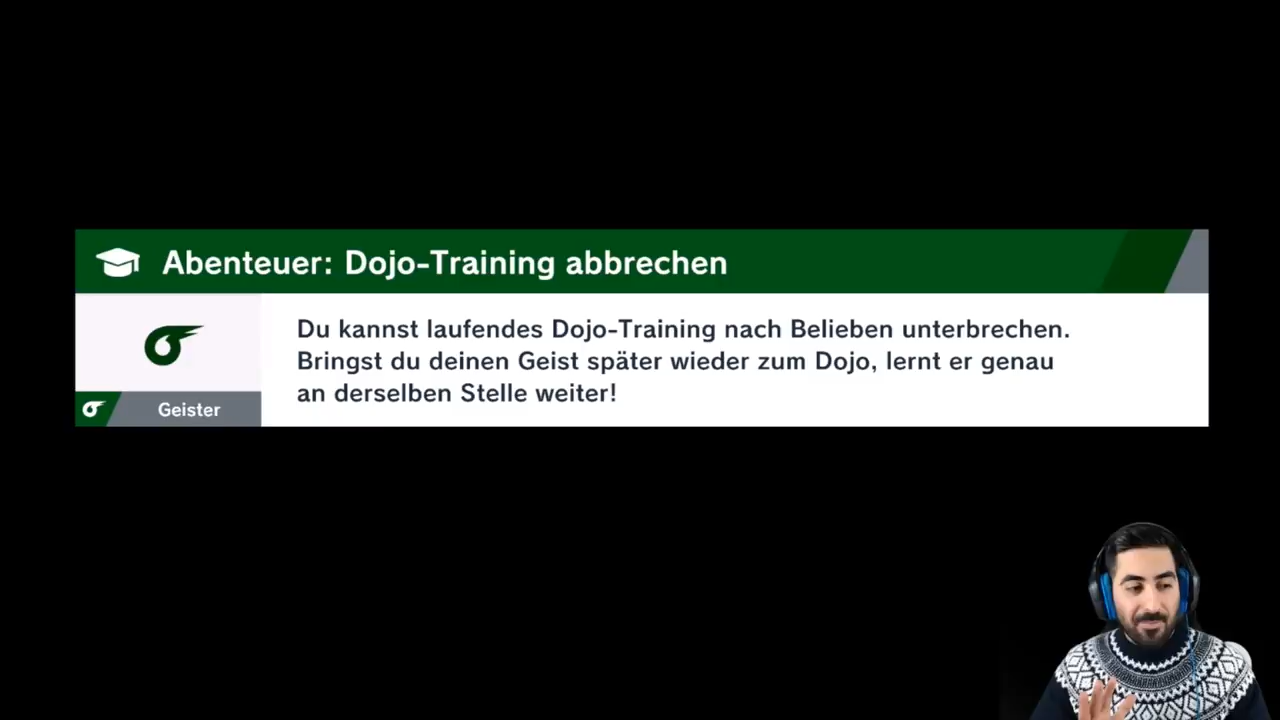 Abenteuer: Dojo-Training abbrechen
Du kannst laufendes Dojo-Training nach Belieben unterbrechen.
Bringst du deinen Geist später wieder zum Dojo, lernt er genau
an derselben Stelle weiter!
Geister